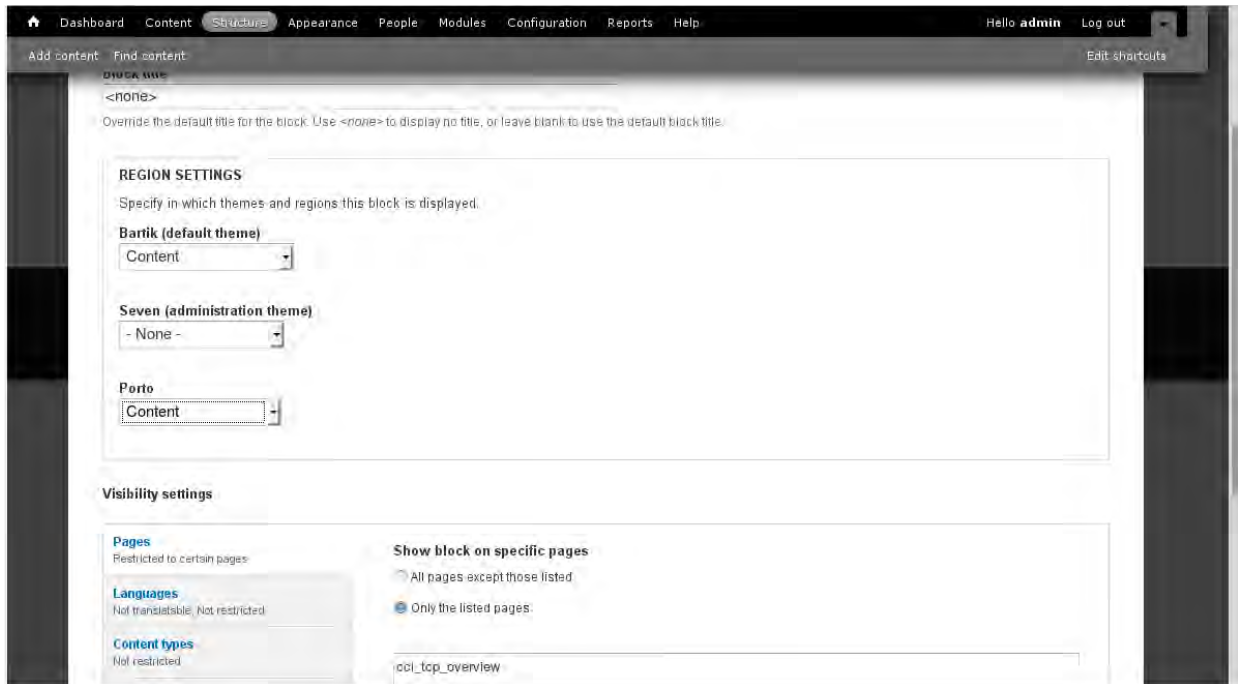 Dashboard Content Structure Appearance People Modules Configuration Reports Help Hello admin Log out
Add content Find content Edit shortcuts
Block title
<none>
Override the default title for the block. Use <none> to display no title, or leave blank to use the default block title.
REGION SETTINGS
Specify in which themes and regions this block is displayed.
Bartik (default theme)
Content
Seven (administration theme)
- None -
Porto
Content
Visibility settings
Pages
Restricted to certain pages
Languages
Not translatable, Not restricted
Content types
Not restricted
Show block on specific pages
All pages except those listed
Only the listed pages
cci_tcp_overview